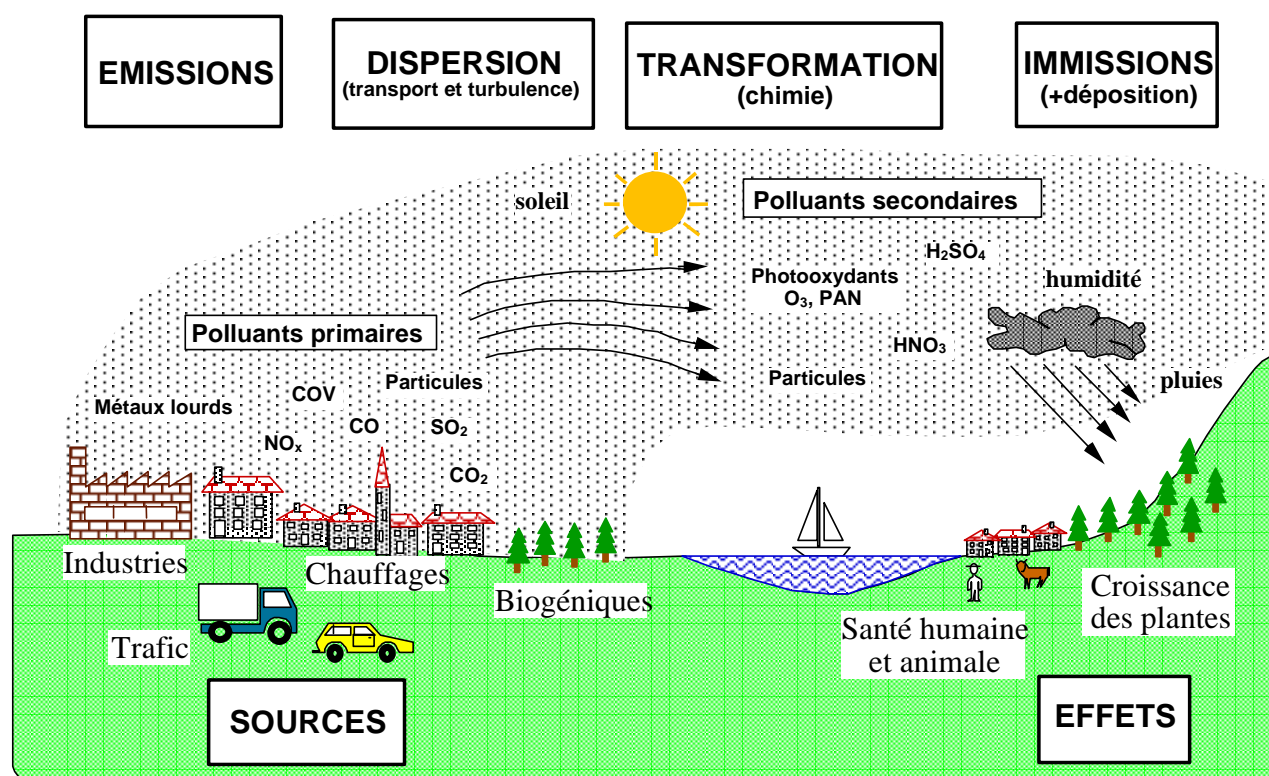 EMISSIONS
DISPERSION
(transport et turbulence)
TRANSFORMATION
(chimie)
IMMISSIONS
(+déposition)
soleil
Polluants secondaires
H₂SO₄
Photooxydants
O₃, PAN
humidité
Polluants primaires
HNO₃
Particules
Particules
pluies
COV
Métaux lourds
CO
SO₂
NOₓ
CO₂
Industries
Chauffages
Biogéniques
Trafic
Santé humaine
et animale
Croissance
des plantes
SOURCES
EFFETS